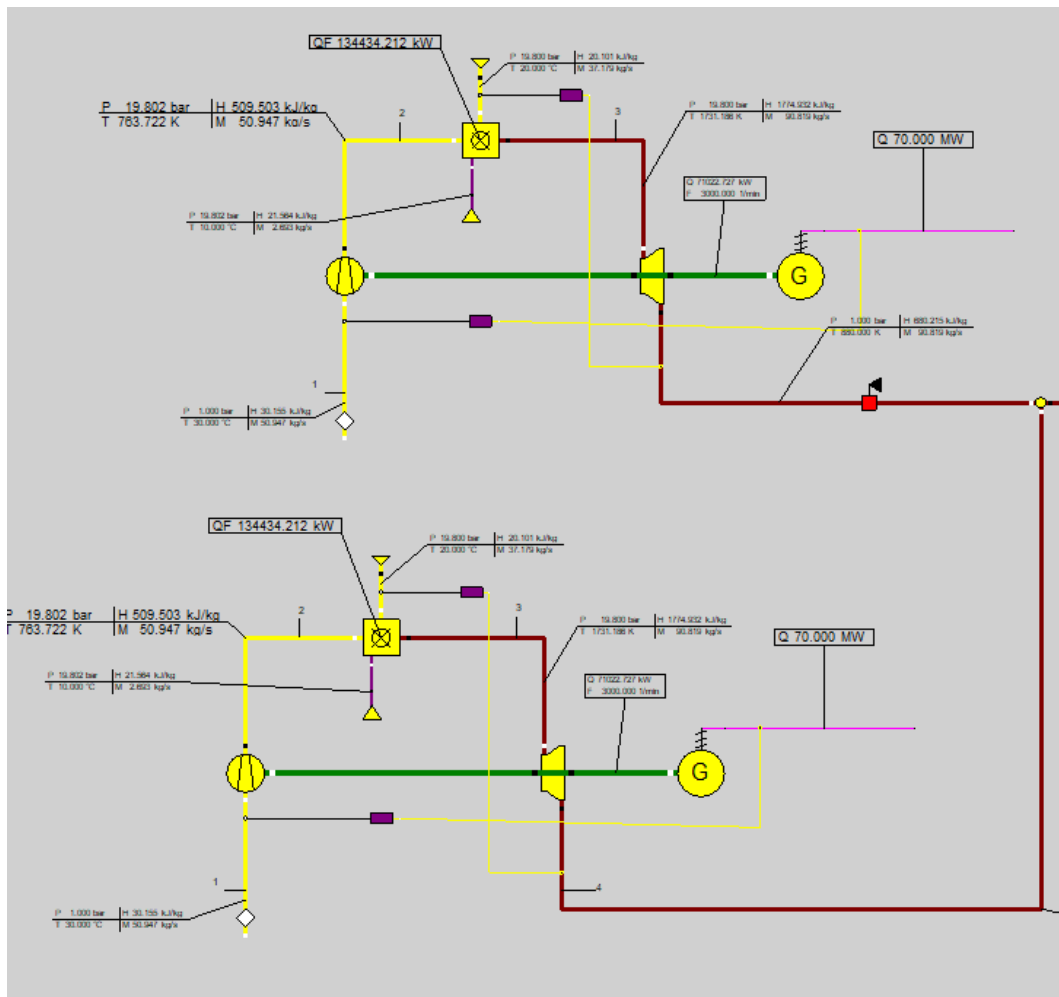 QF 134434.212 kW
P 19.800 bar H 20.101 kJ/kg
T 20.000 °C M 37.179 kg/s
P 19.802 bar H 509.503 kJ/kg
T 763.722 K M 50.947 kg/s
2
3
P 19.800 bar H 1774.932 kJ/kg
T 1731.186 K M 90.819 kg/s
Q 70.000 MW
Q 71022.727 kW
F 3000.000 1/min
P 19.802 bar H 21.564 kJ/kg
T 10.000 °C M 2.693 kg/s
G
P 1.000 bar H 680.215 kJ/kg
T 880.000 K M 90.819 kg/s
1
P 1.000 bar H 30.155 kJ/kg
T 30.000 °C M 50.947 kg/s
QF 134434.212 kW
P 19.800 bar H 20.101 kJ/kg
T 20.000 °C M 37.179 kg/s
P 19.802 bar H 509.503 kJ/kg
T 763.722 K M 50.947 kg/s
2
3
P 19.800 bar H 1774.932 kJ/kg
T 1731.186 K M 90.819 kg/s
Q 70.000 MW
P 19.802 bar H 21.564 kJ/kg
T 10.000 °C M 2.693 kg/s
Q 71022.727 kW
F 3000.000 1/min
G
1
4
P 1.000 bar H 30.155 kJ/kg
T 30.000 °C M 50.947 kg/s